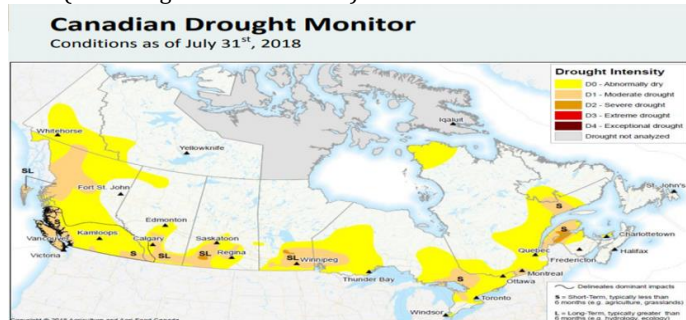 Canadian Drought Monitor
Conditions as of July 31st, 2018
Drought Intensity
D0 - Abnormally dry
D1 - Moderate drought
D2 - Severe drought
D3 - Extreme drought
D4 - Exceptional drought
Drought not analyzed
Iqaluit
Whitehorse
Yellowknife
SL
Fort St. John
St. John's
S
Edmonton
S
Vancouver
Kamloops
Calgary
Saskatoon
S
Charlottetown
Victoria
S
SL
SL
Regina
SL
Winnipeg
Quebec
Fredericton
Halifax
Thunder Bay
Montreal
Ottawa
S
Toronto
Windsor
Delineates dominant impacts
S = Short-Term, typically less than
6 months (e.g. agriculture, grasslands)
L = Long-Term, typically greater than
6 months (e.g. hydrology, ecology)